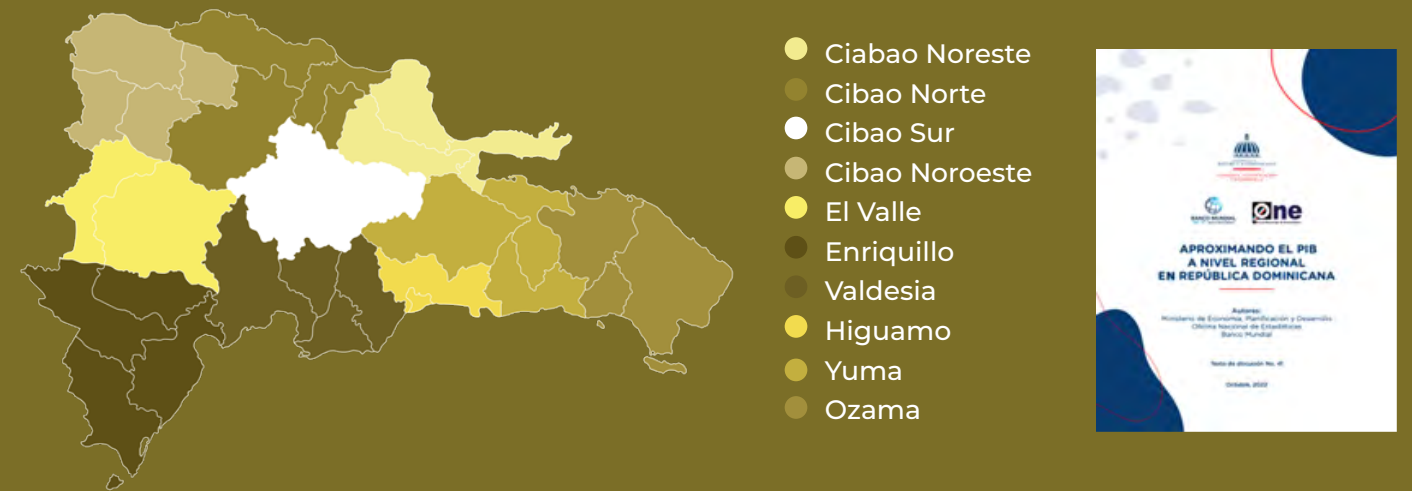 Ciabao Noreste
Cibao Norte
Cibao Sur
Cibao Noroeste
El Valle
Enriquillo
Valdesia
Higuamo
Yuma
Ozama
BANCO MUNDIAL
One
APROXIMANDO EL PIB
A NIVEL REGIONAL
EN REPÚBLICA DOMINICANA
Autores:
Ministerio de Economía, Planificación y Desarrollo
Oficina Nacional de Estadísticas
Banco Mundial
Texto de discusión No. 41
Octubre, 2022